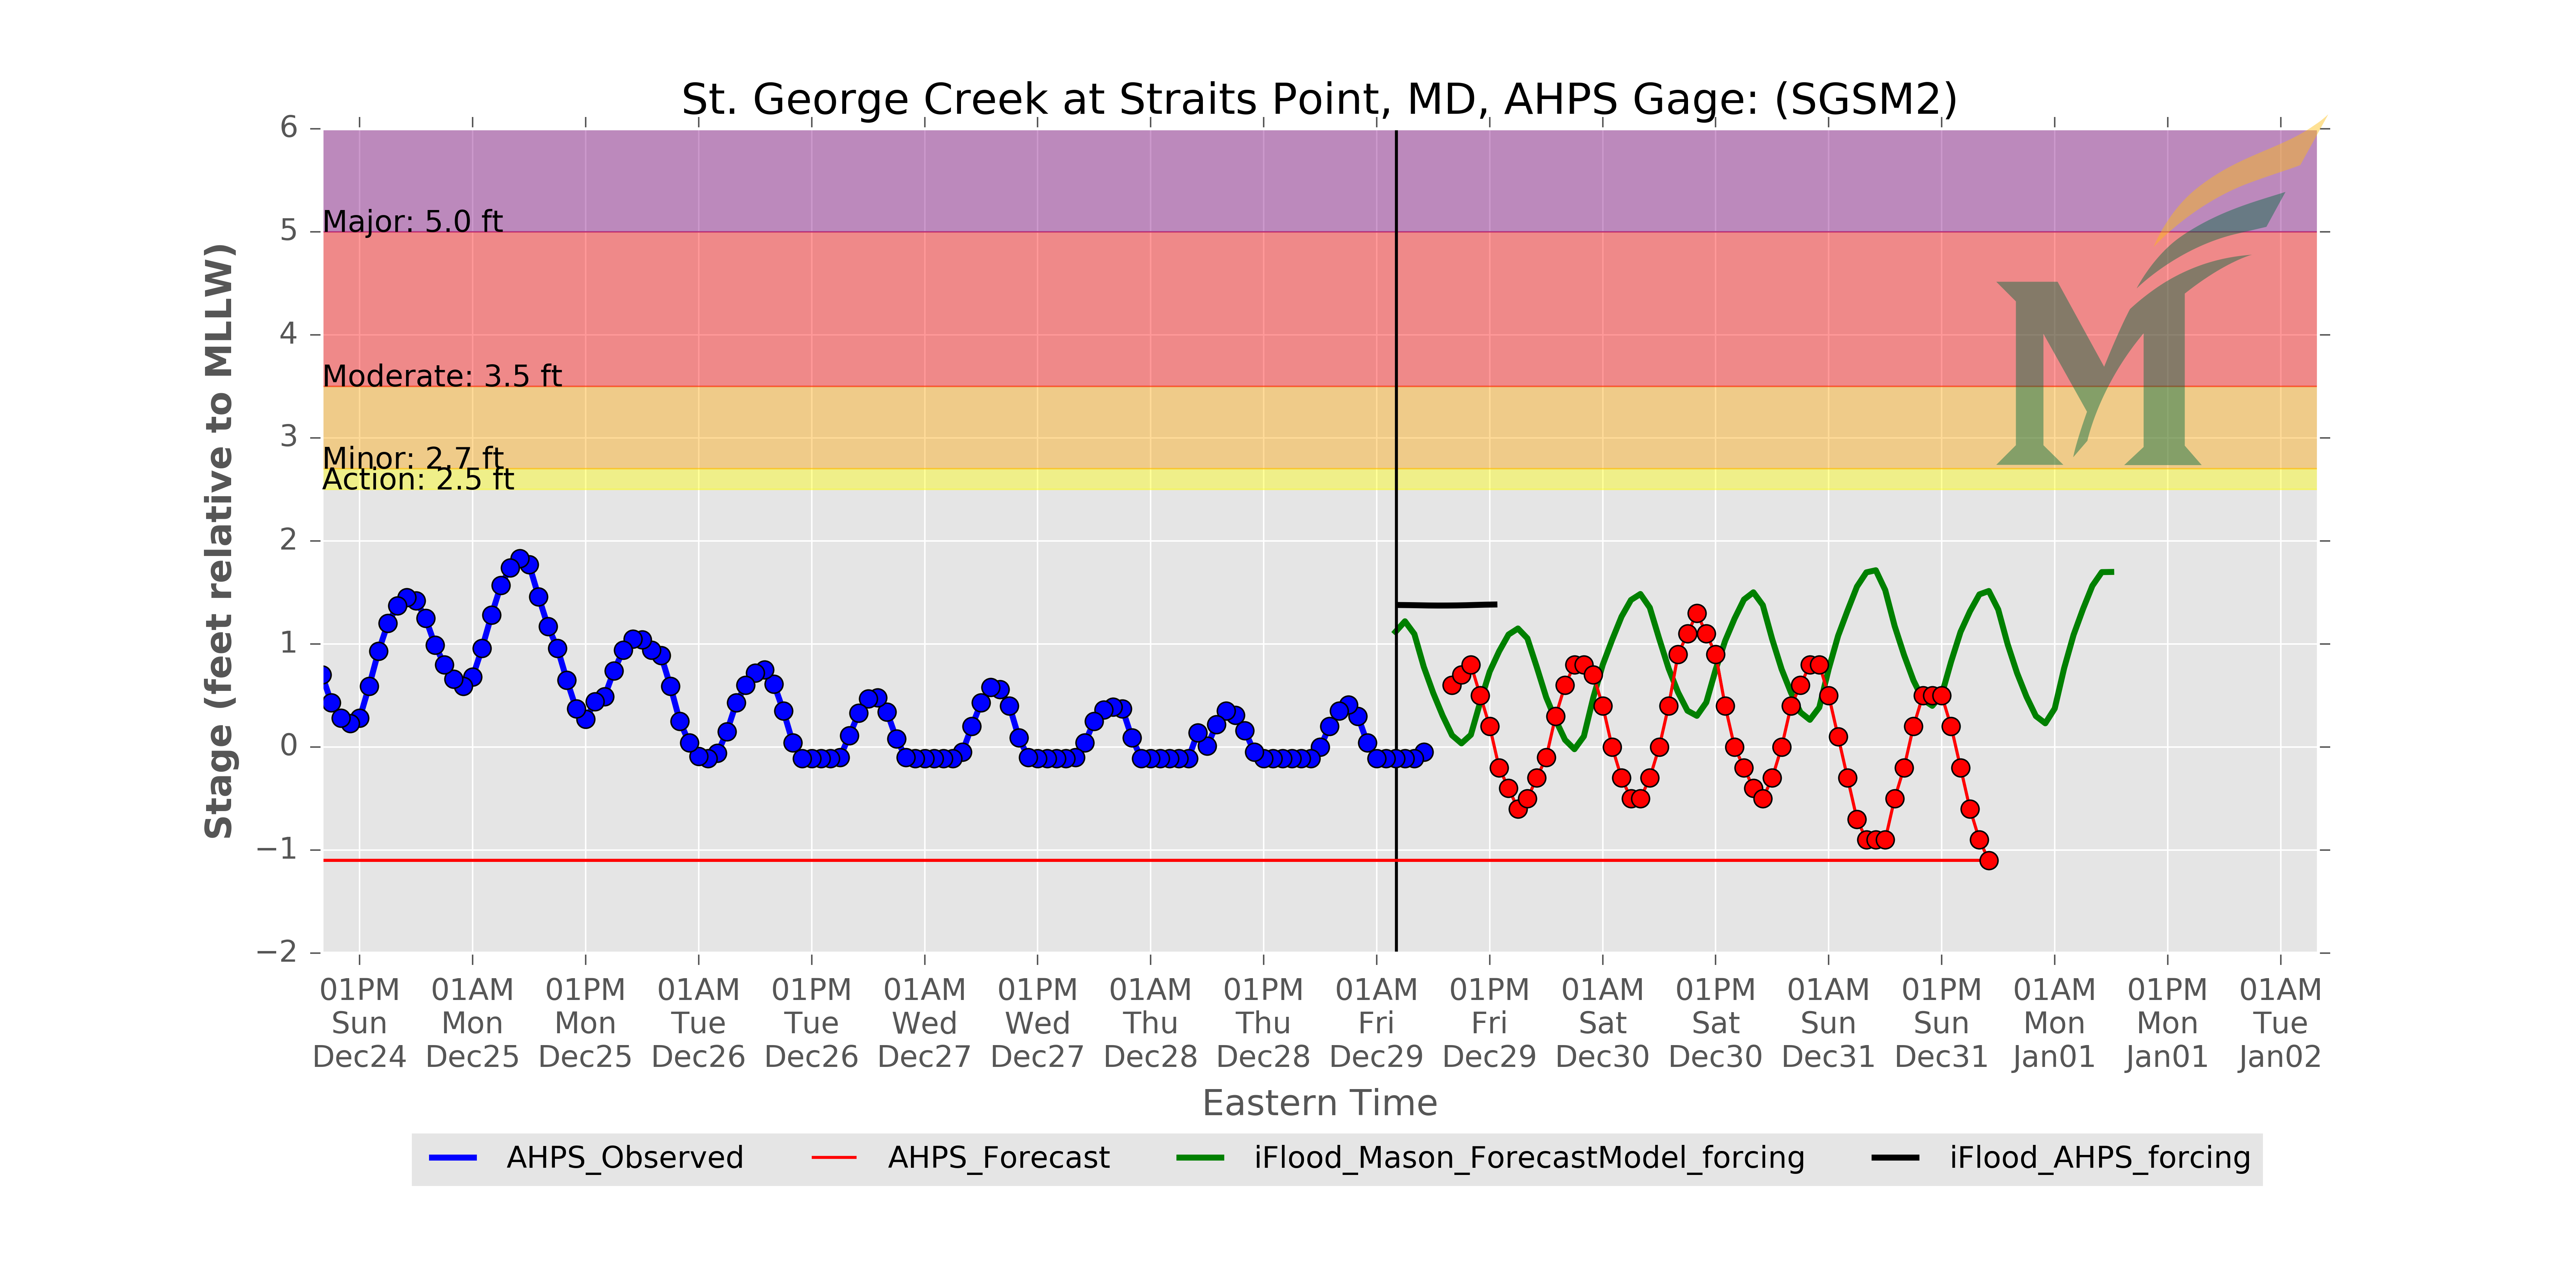 St. George Creek at Straits Point, MD, AHPS Gage: (SGSM2)
6
5
4
3
2
1
0
−1
−2
Stage (feet relative to MLLW)
Major: 5.0 ft
Moderate: 3.5 ft
Minor: 2.7 ft
Action: 2.5 ft
M
01PM 01AM 01PM 01AM 01PM 01AM 01PM 01AM 01PM 01AM 01PM 01AM 01PM 01AM 01PM 01AM 01PM 01AM
Sun Mon Mon Tue Tue Wed Wed Thu Thu Fri Fri Sat Sat Sun Sun Mon Mon Tue
Dec24 Dec25 Dec25 Dec26 Dec26 Dec27 Dec27 Dec28 Dec28 Dec29 Dec29 Dec30 Dec30 Dec31 Dec31 Jan01 Jan01 Jan02
Eastern Time
AHPS_Observed AHPS_Forecast iFlood_Mason_ForecastModel_forcing iFlood_AHPS_forcing